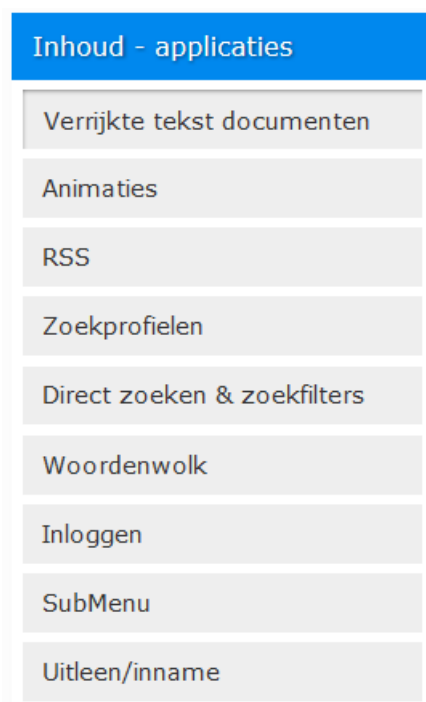 Inhoud - applicaties
Verrijkte tekst documenten
Animaties
RSS
Zoekprofielen
Direct zoeken & zoekfilters
Woordenwolk
Inloggen
SubMenu
Uitleen/inname